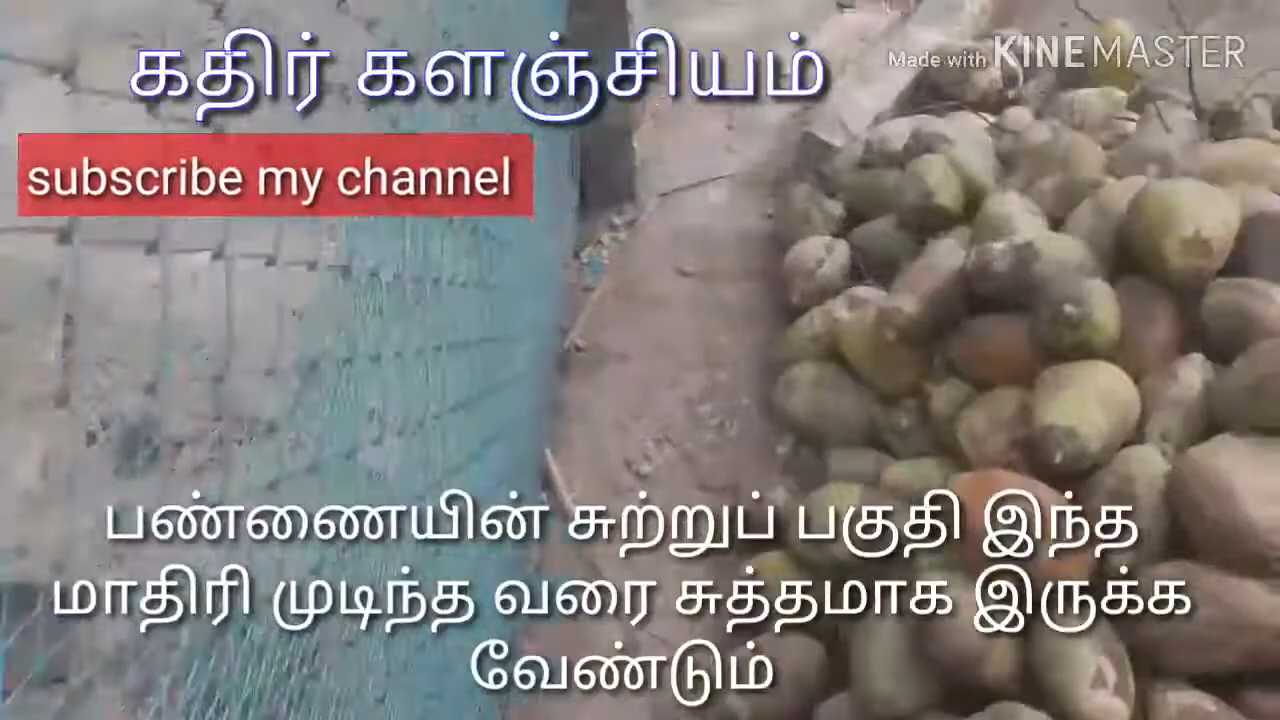 கதிர் களஞ்சியம்
Made with KINEMASTER
subscribe my channel
பண்ணையின் சுற்றுப் பகுதி இந்த
மாதிரி முடிந்த வரை சுத்தமாக இருக்க
வேண்டும்